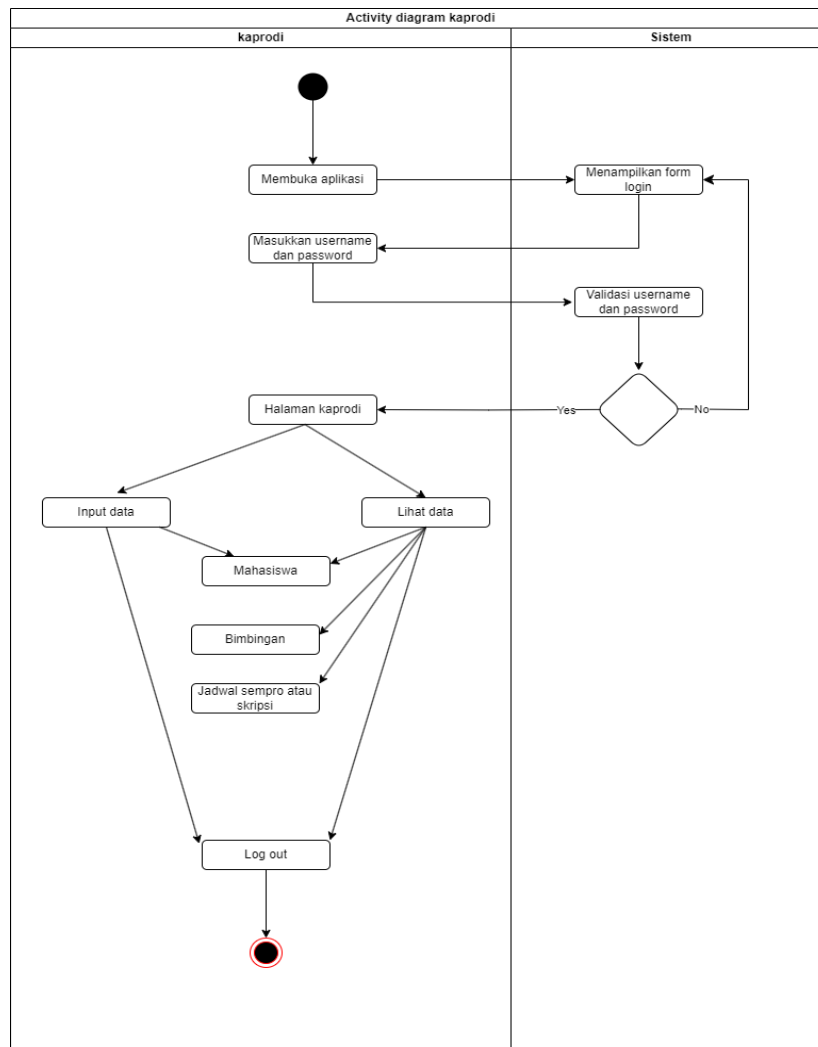 Activity diagram kaprodi
kaprodi
Sistem
Membuka aplikasi
Menampilkan form
login
Masukkan username
dan password
Validasi username
dan password
Halaman kaprodi
Yes
No
Input data
Lihat data
Mahasiswa
Bimbingan
Jadwal sempro atau
skripsi
Log out